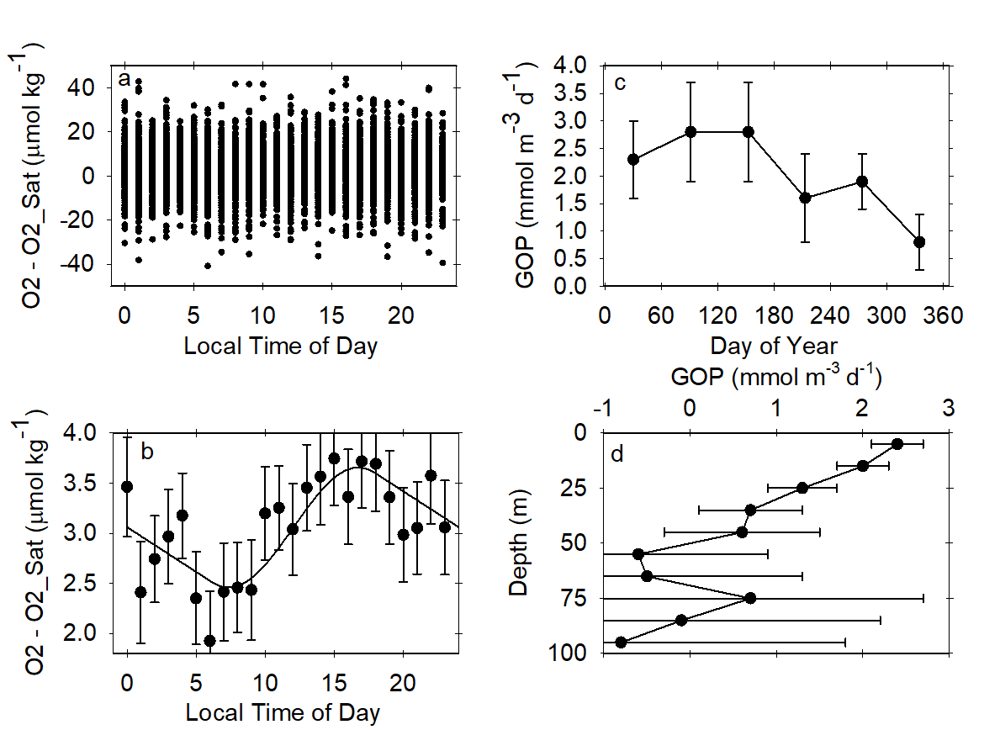 a
O2 - O2_Sat (μmol kg-1)
40
20
0
-20
-40
0 5 10 15 20
Local Time of Day
c
GOP (mmol m-3 d-1)
4.0
3.5
3.0
2.5
2.0
1.5
1.0
0.5
0.0
0 60 120 180 240 300 360
Day of Year
b
O2 - O2_Sat (μmol kg-1)
4.0
3.5
3.0
2.5
2.0
0 5 10 15 20
Local Time of Day
GOP (mmol m-3 d-1)
-1 0 1 2 3
d
Depth (m)
0
25
50
75
100